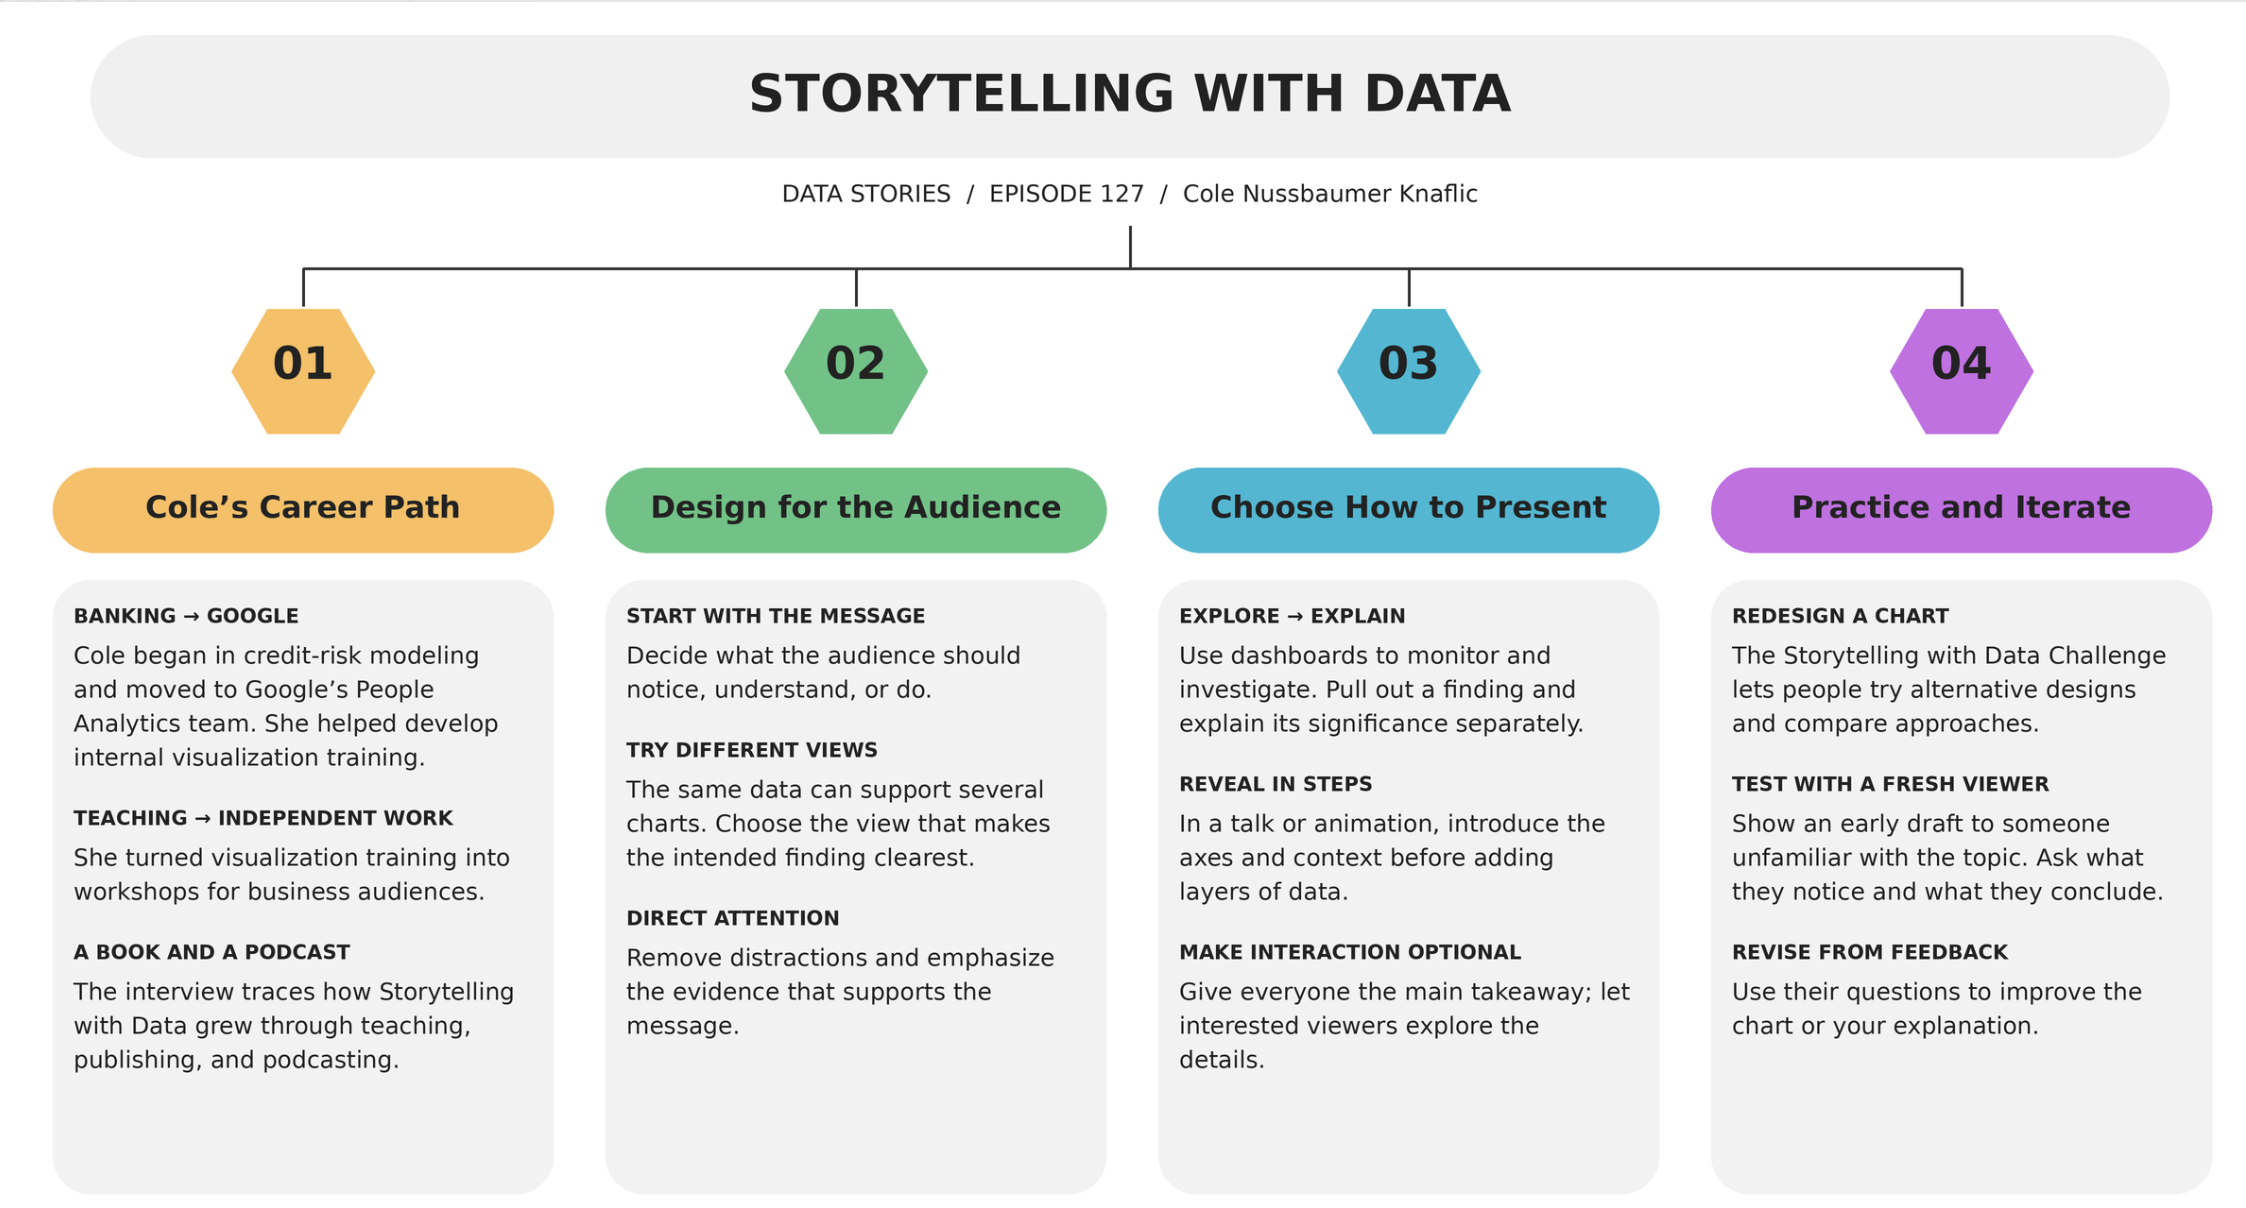 STORYTELLING WITH DATA
DATA STORIES / EPISODE 127 / Cole Nussbaumer Knaflic
01
Cole’s Career Path
BANKING → GOOGLE
Cole began in credit-risk modeling
and moved to Google’s People
Analytics team. She helped develop
internal visualization training.
TEACHING → INDEPENDENT WORK
She turned visualization training into
workshops for business audiences.
A BOOK AND A PODCAST
The interview traces how Storytelling
with Data grew through teaching,
publishing, and podcasting.
02
Design for the Audience
START WITH THE MESSAGE
Decide what the audience should
notice, understand, or do.
TRY DIFFERENT VIEWS
The same data can support several
charts. Choose the view that makes
the intended finding clearest.
DIRECT ATTENTION
Remove distractions and emphasize
the evidence that supports the
message.
03
Choose How to Present
EXPLORE → EXPLAIN
Use dashboards to monitor and
investigate. Pull out a finding and
explain its significance separately.
REVEAL IN STEPS
In a talk or animation, introduce the
axes and context before adding
layers of data.
MAKE INTERACTION OPTIONAL
Give everyone the main takeaway; let
interested viewers explore the
details.
04
Practice and Iterate
REDESIGN A CHART
The Storytelling with Data Challenge
lets people try alternative designs
and compare approaches.
TEST WITH A FRESH VIEWER
Show an early draft to someone
unfamiliar with the topic. Ask what
they notice and what they conclude.
REVISE FROM FEEDBACK
Use their questions to improve the
chart or your explanation.